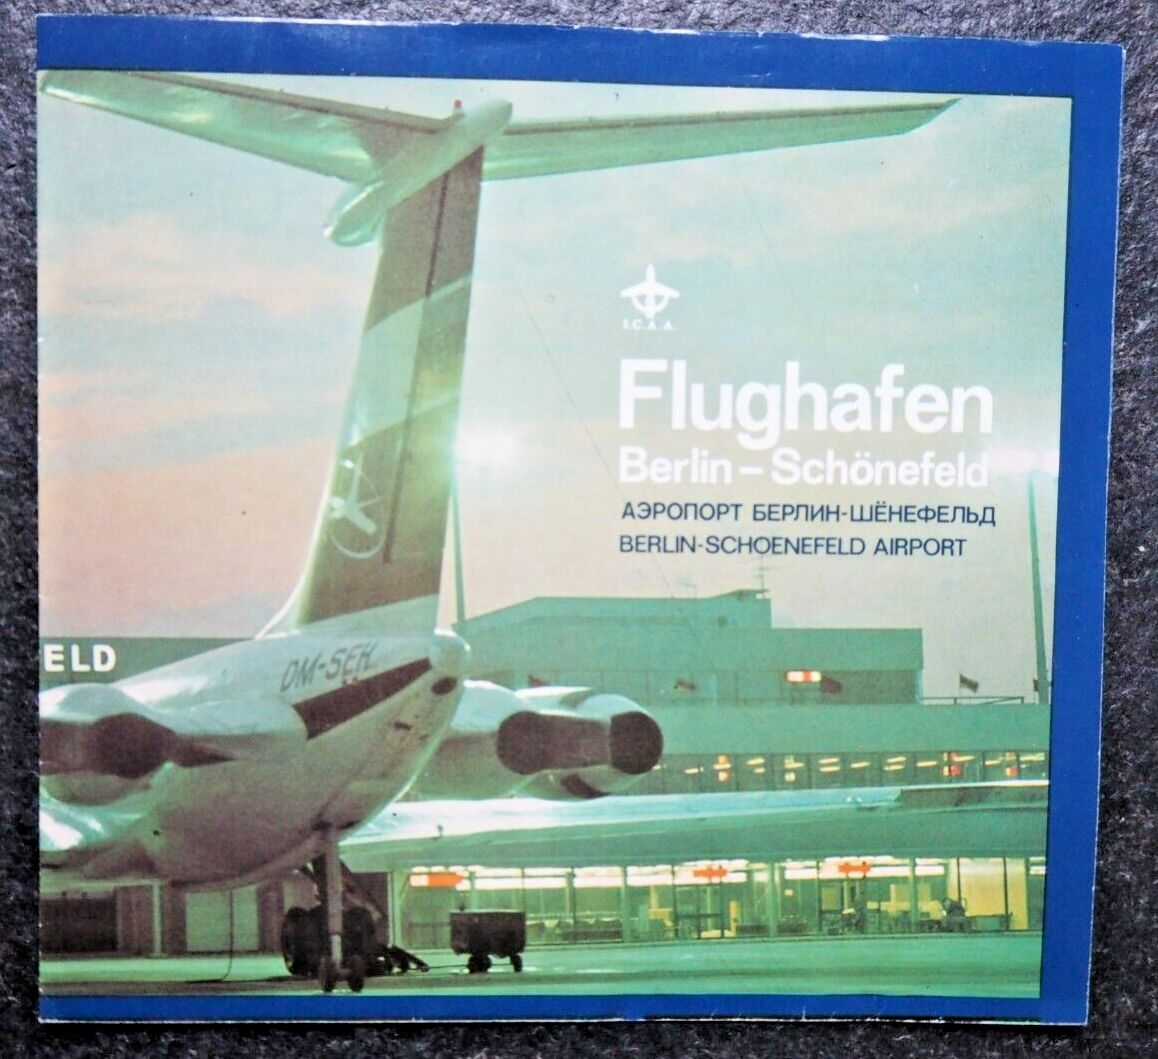 I.C.A.A.
Flughafen
Berlin – Schönefeld
АЭРОПОРТ БЕРЛИН-ШЁНЕФЕЛЬД
BERLIN-SCHOENEFELD AIRPORT
ELD
DM-SEK